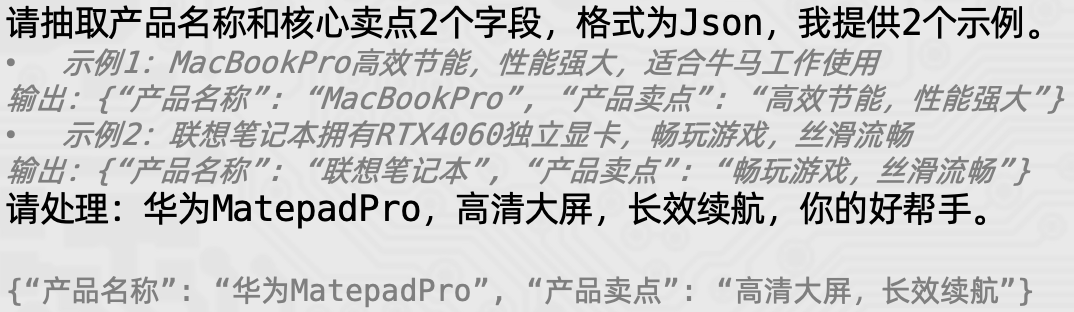 请抽取产品名称和核心卖点2个字段，格式为Json，我提供2个示例。
• 示例1：MacBookPro高效节能，性能强大，适合牛马工作使用
输出：{“产品名称”: “MacBookPro”, “产品卖点”: “高效节能，性能强大”}
• 示例2：联想笔记本拥有RTX4060独立显卡，畅玩游戏，丝滑流畅
输出：{“产品名称”: “联想笔记本”, “产品卖点”: “畅玩游戏，丝滑流畅”}
请处理：华为MatepadPro，高清大屏，长效续航，你的好帮手。
{“产品名称”: “华为MatepadPro”, “产品卖点”: “高清大屏，长效续航”}